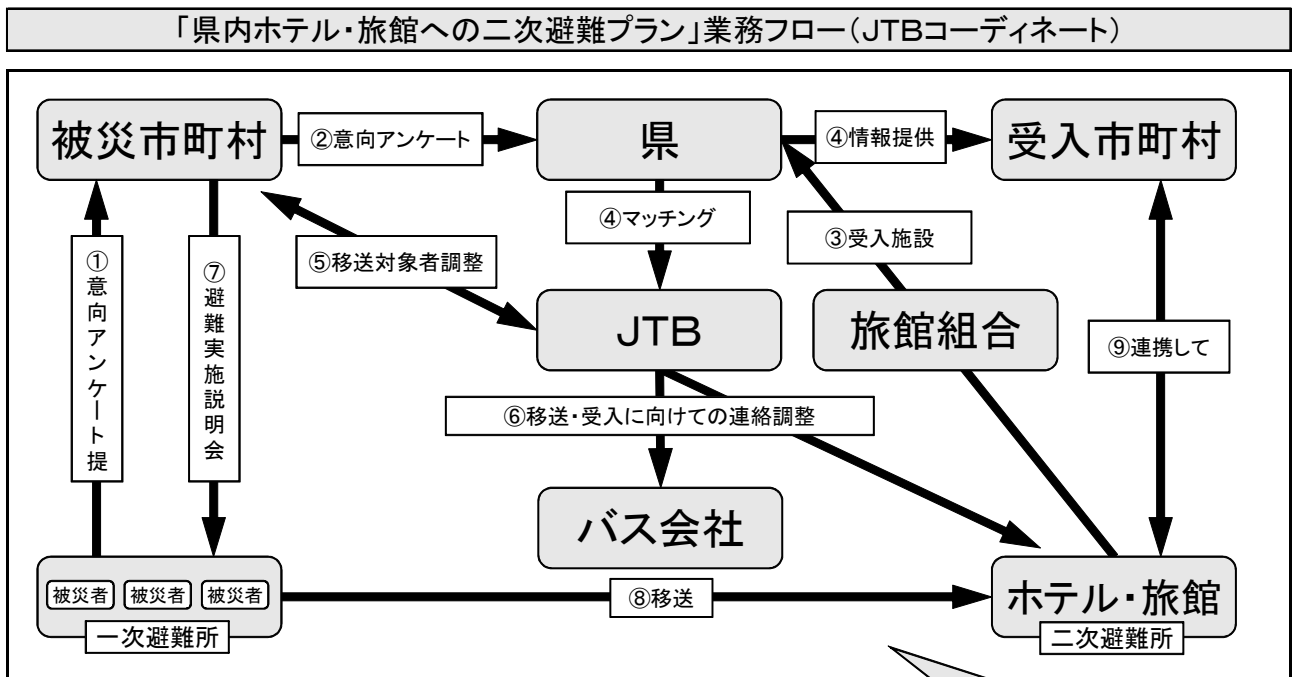 「県内ホテル・旅館への二次避難プラン」業務フロー(JTBコーディネート)
被災市町村
②意向アンケート
県
④情報提供
受入市町村
④マッチング
③受入施設
⑤移送対象者調整
①意向アンケート提
⑦避難実施説明会
JTB
旅館組合
⑨連携して
⑥移送・受入に向けての連絡調整
バス会社
被災者 被災者 被災者
一次避難所
⑧移送
ホテル・旅館
二次避難所